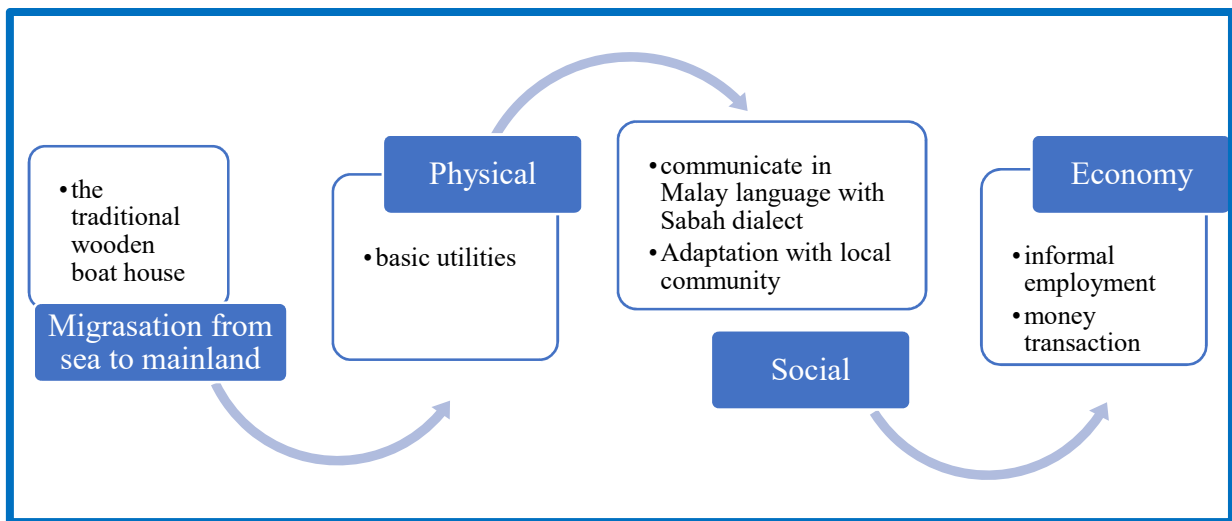 •the
traditional
wooden
boat house
Migrasation from
sea to mainland
Physical
•basic utilities
•communicate in
Malay language with
Sabah dialect
•Adaptation with local
community
Social
Economy
•informal
employment
•money
transaction